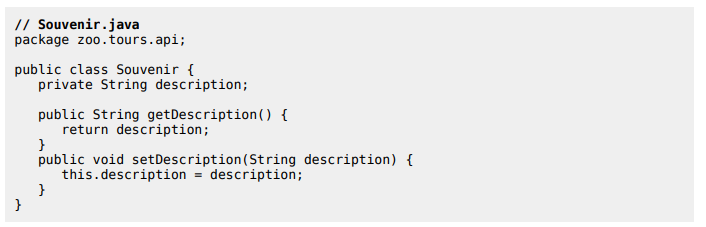 // Souvenir.java
package zoo.tours.api;

public class Souvenir {
   private String description;

   public String getDescription() {
      return description;
   }
   public void setDescription(String description) {
      this.description = description;
   }
}